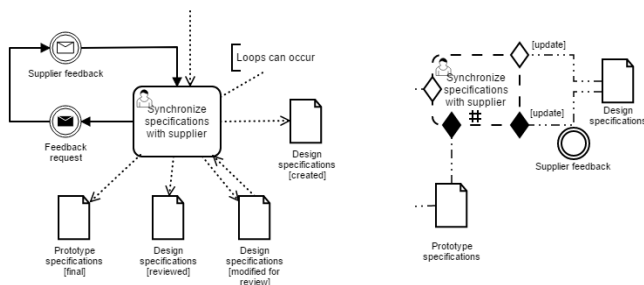 Supplier feedback
Loops can occur
Synchronize
specifications
with supplier
Feedback
request
Design
specifications
[created]
Prototype
specifications
[final]
Design
specifications
[reviewed]
Design
specifications
[modified for
review]
[update]
Synchronize
specifications
with supplier
#
[update]
Design
specifications
Supplier feedback
Prototype
specifications